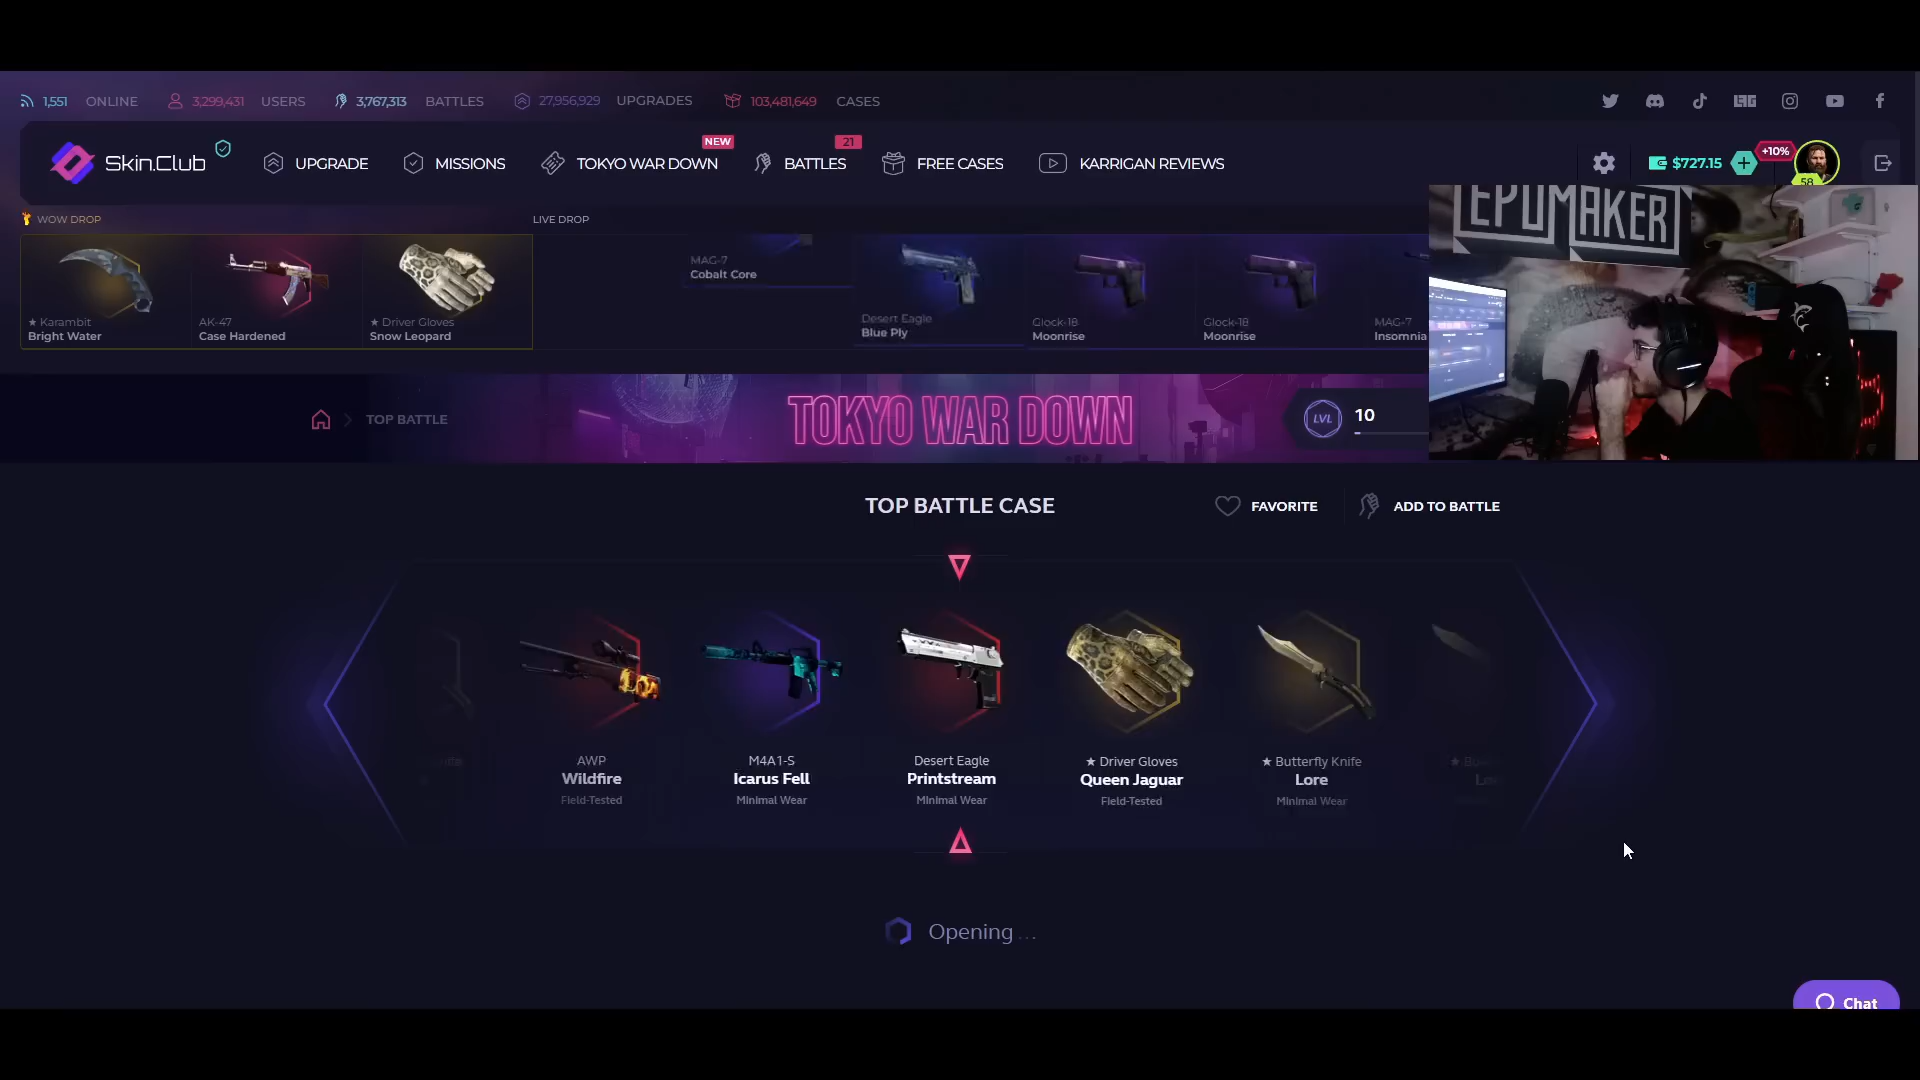 1,551 ONLINE 3,299,431 USERS 3,767,313 BATTLES 27,956,929 UPGRADES 103,481,649 CASES
Skin.Club UPGRADE MISSIONS TOKYO WAR DOWN NEW BATTLES 21 FREE CASES KARRIGAN REVIEWS $727.15 +10% 58
WOW DROP LIVE DROP
EPOMAKER
★ Karambit
Bright Water
AK-47
Case Hardened
★ Driver Gloves
Snow Leopard
MAG-7
Cobalt Core
Desert Eagle
Blue Ply
Glock-18
Moonrise
Glock-18
Moonrise
MAG-7
Insomnia
TOP BATTLE
TOKYO WAR DOWN
LVL 10
TOP BATTLE CASE
FAVORITE ADD TO BATTLE
AWP
Wildfire
Field-Tested
M4A1-S
Icarus Fell
Minimal Wear
Desert Eagle
Printstream
Minimal Wear
★ Driver Gloves
Queen Jaguar
Field-Tested
★ Butterfly Knife
Lore
Minimal Wear
Opening ...
Chat